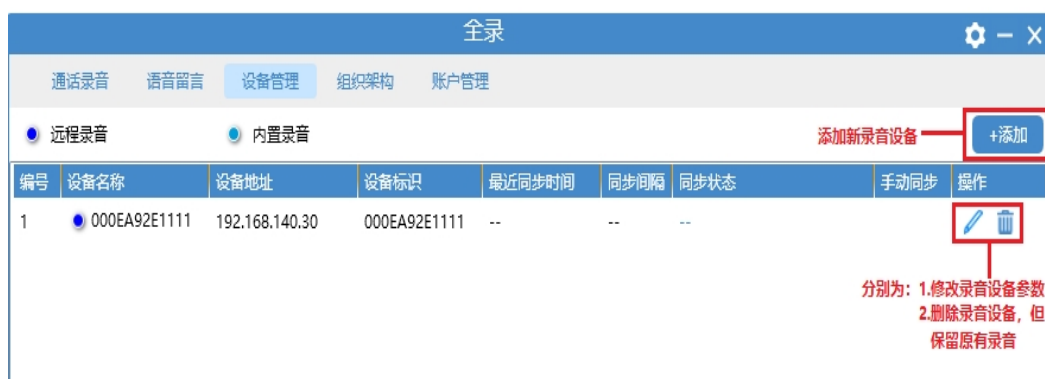 全录
通话录音 语音留言 设备管理 组织架构 账户管理
远程录音 内置录音 添加新录音设备 +添加
编号 设备名称 设备地址 设备标识 最近同步时间 同步间隔 同步状态 手动同步 操作
1 000EA92E1111 192.168.140.30 000EA92E1111 -- -- --
分别为：1.修改录音设备参数
2.删除录音设备，但
保留原有录音